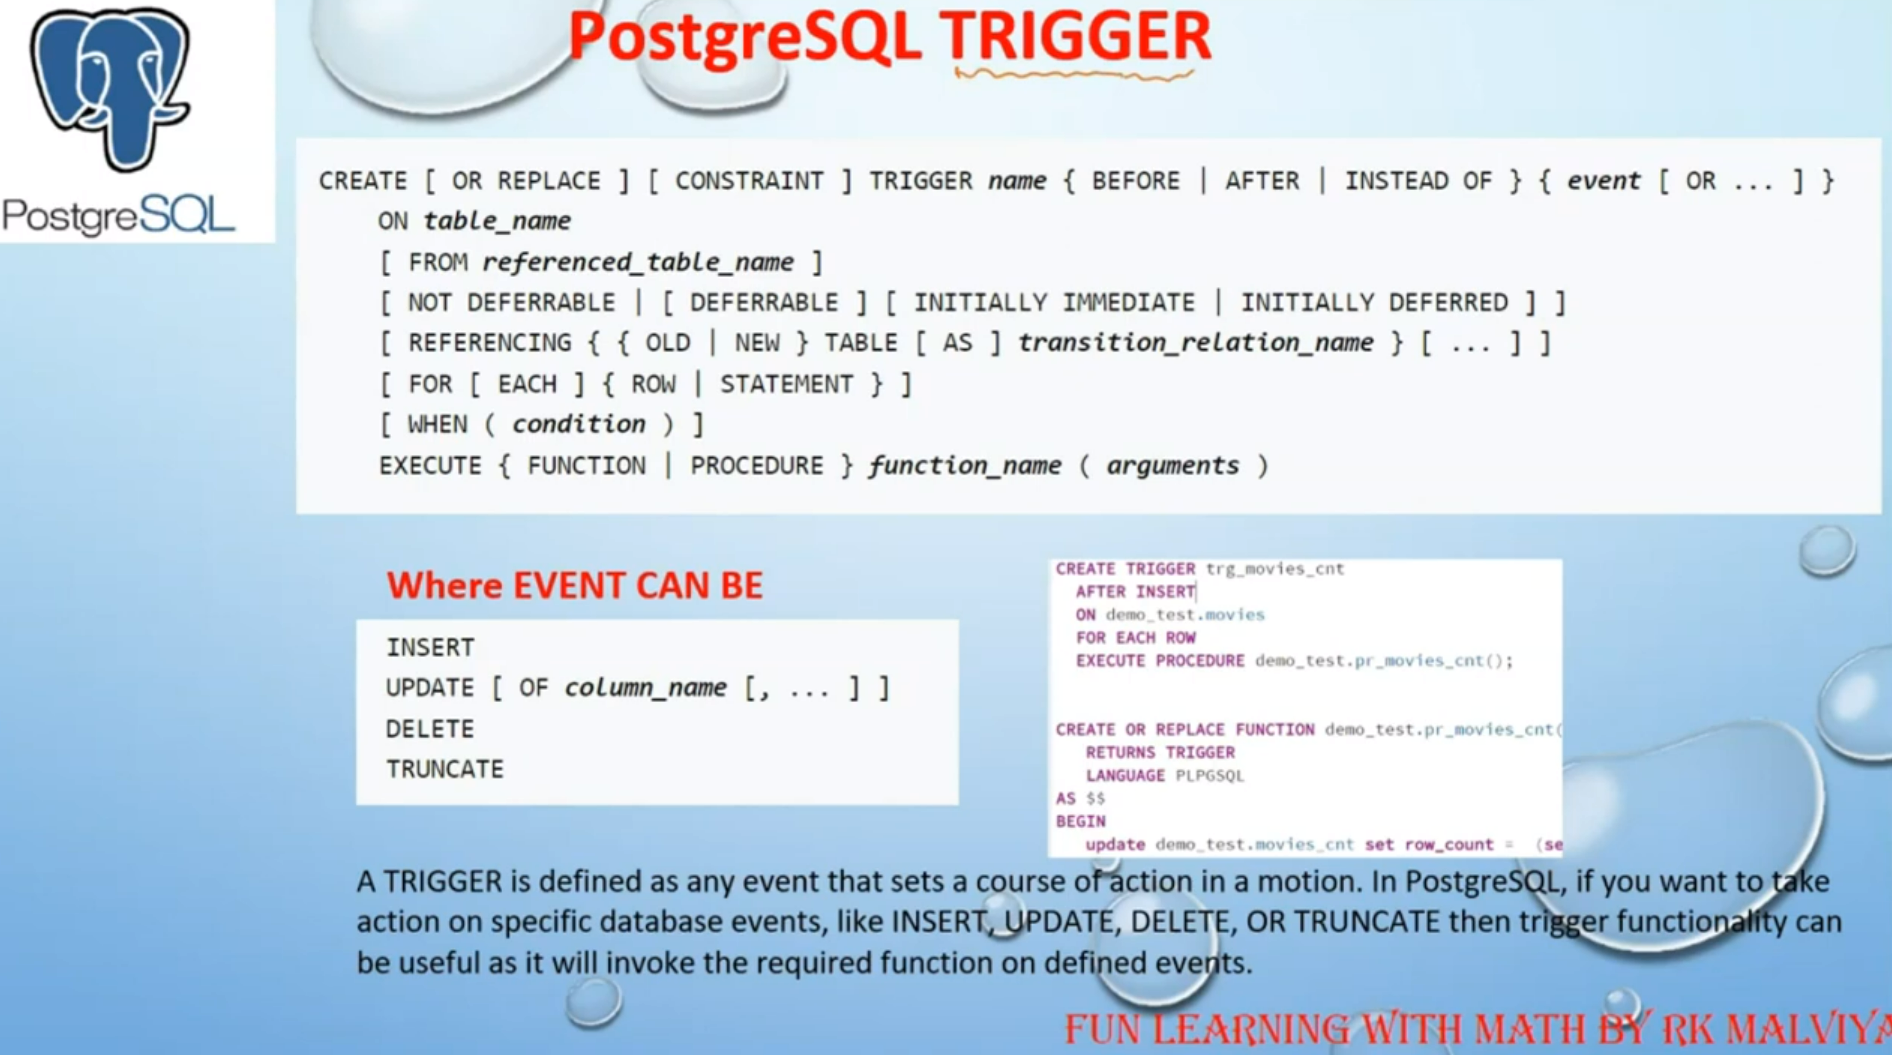 PostgreSQL TRIGGER
PostgreSQL
CREATE [ OR REPLACE ] [ CONSTRAINT ] TRIGGER name { BEFORE | AFTER | INSTEAD OF } { event [ OR ... ] }
ON table_name
[ FROM referenced_table_name ]
[ NOT DEFERRABLE | [ DEFERRABLE ] [ INITIALLY IMMEDIATE | INITIALLY DEFERRED ] ]
[ REFERENCING { { OLD | NEW } TABLE [ AS ] transition_relation_name } [ ... ] ]
[ FOR [ EACH ] { ROW | STATEMENT } ]
[ WHEN ( condition ) ]
EXECUTE { FUNCTION | PROCEDURE } function_name ( arguments )
Where EVENT CAN BE
INSERT
UPDATE [ OF column_name [, ... ] ]
DELETE
TRUNCATE
CREATE TRIGGER trg_movies_cnt
AFTER INSERT
ON demo_test.movies
FOR EACH ROW
EXECUTE PROCEDURE demo_test.pr_movies_cnt();
CREATE OR REPLACE FUNCTION demo_test.pr_movies_cnt(
RETURNS TRIGGER
LANGUAGE PLPGSQL
AS $$
BEGIN
update demo_test.movies_cnt set row_count = (se
A TRIGGER is defined as any event that sets a course of action in a motion. In PostgreSQL, if you want to take
action on specific database events, like INSERT, UPDATE, DELETE, OR TRUNCATE then trigger functionality can
be useful as it will invoke the required function on defined events.
FUN LEARNING WITH MATH BY RK MALVIYA